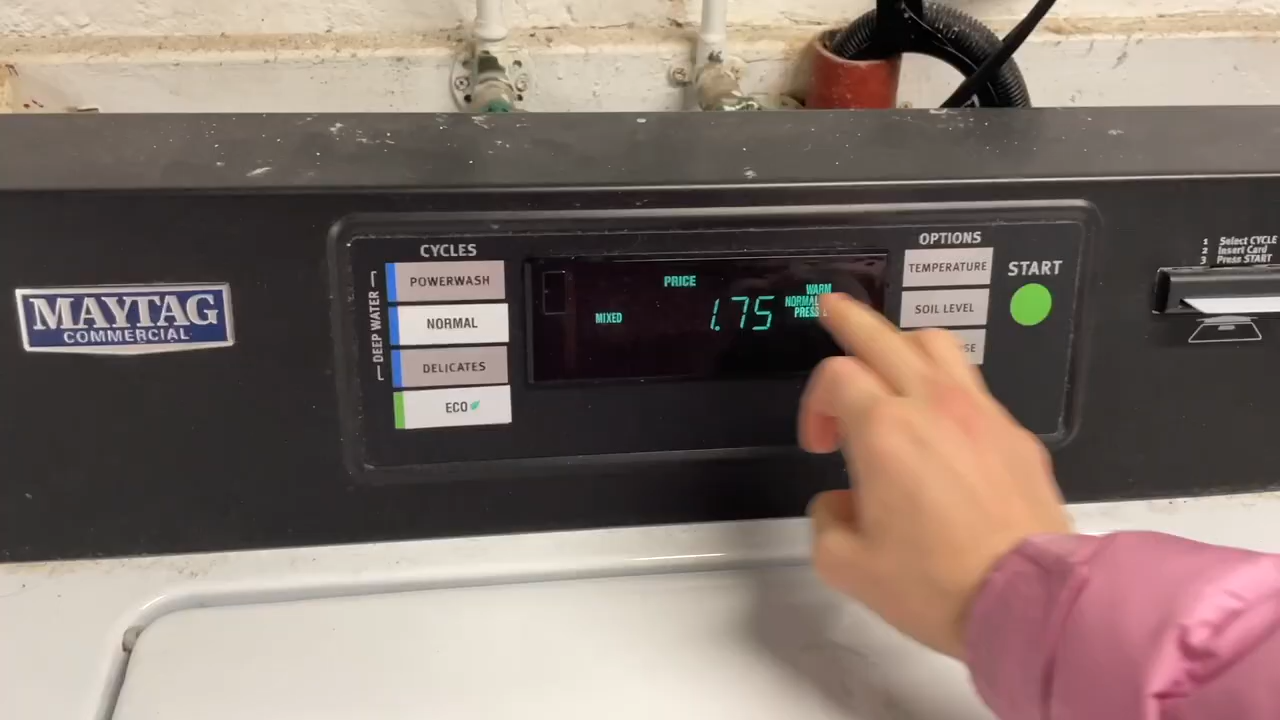 MAYTAG
COMMERCIAL
CYCLES
DEEP WATER
POWERWASH
NORMAL
DELICATES
ECO
PRICE
MIXED
1.75
WARM
NORMAL
PRESS
OPTIONS
TEMPERATURE
SOIL LEVEL
START
1 Select CYCLE
2 Insert Card
3 Press START